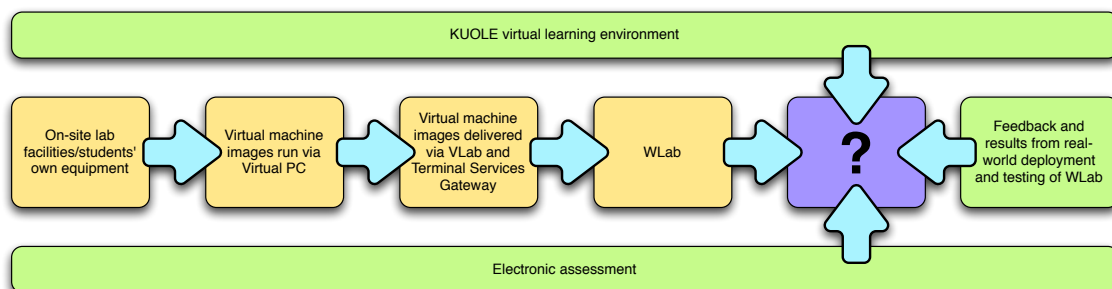 KUOLE virtual learning environment
On-site lab
facilities/students'
own equipment
Virtual machine
images run via
Virtual PC
Virtual machine
images delivered
via VLab and
Terminal Services
Gateway
WLab
?
Feedback and
results from real-
world deployment
and testing of WLab
Electronic assessment